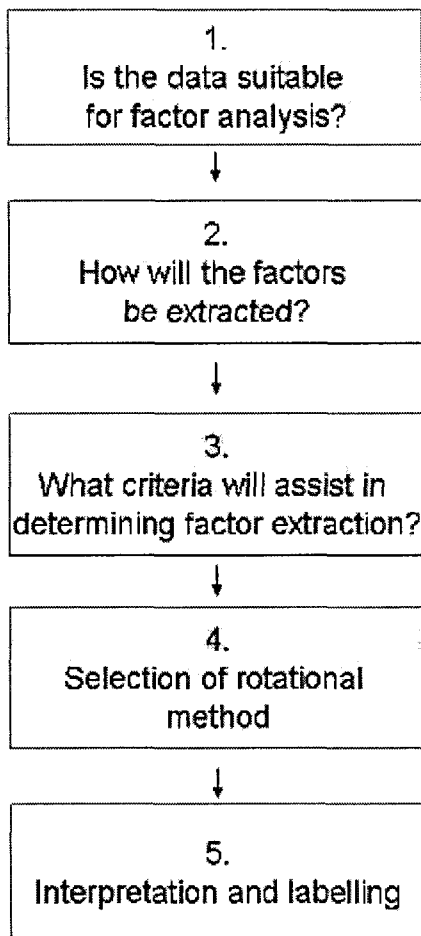 1.
Is the data suitable
for factor analysis?
2.
How will the factors
be extracted?
3.
What criteria will assist in
determining factor extraction?
4.
Selection of rotational
method
5.
Interpretation and labelling